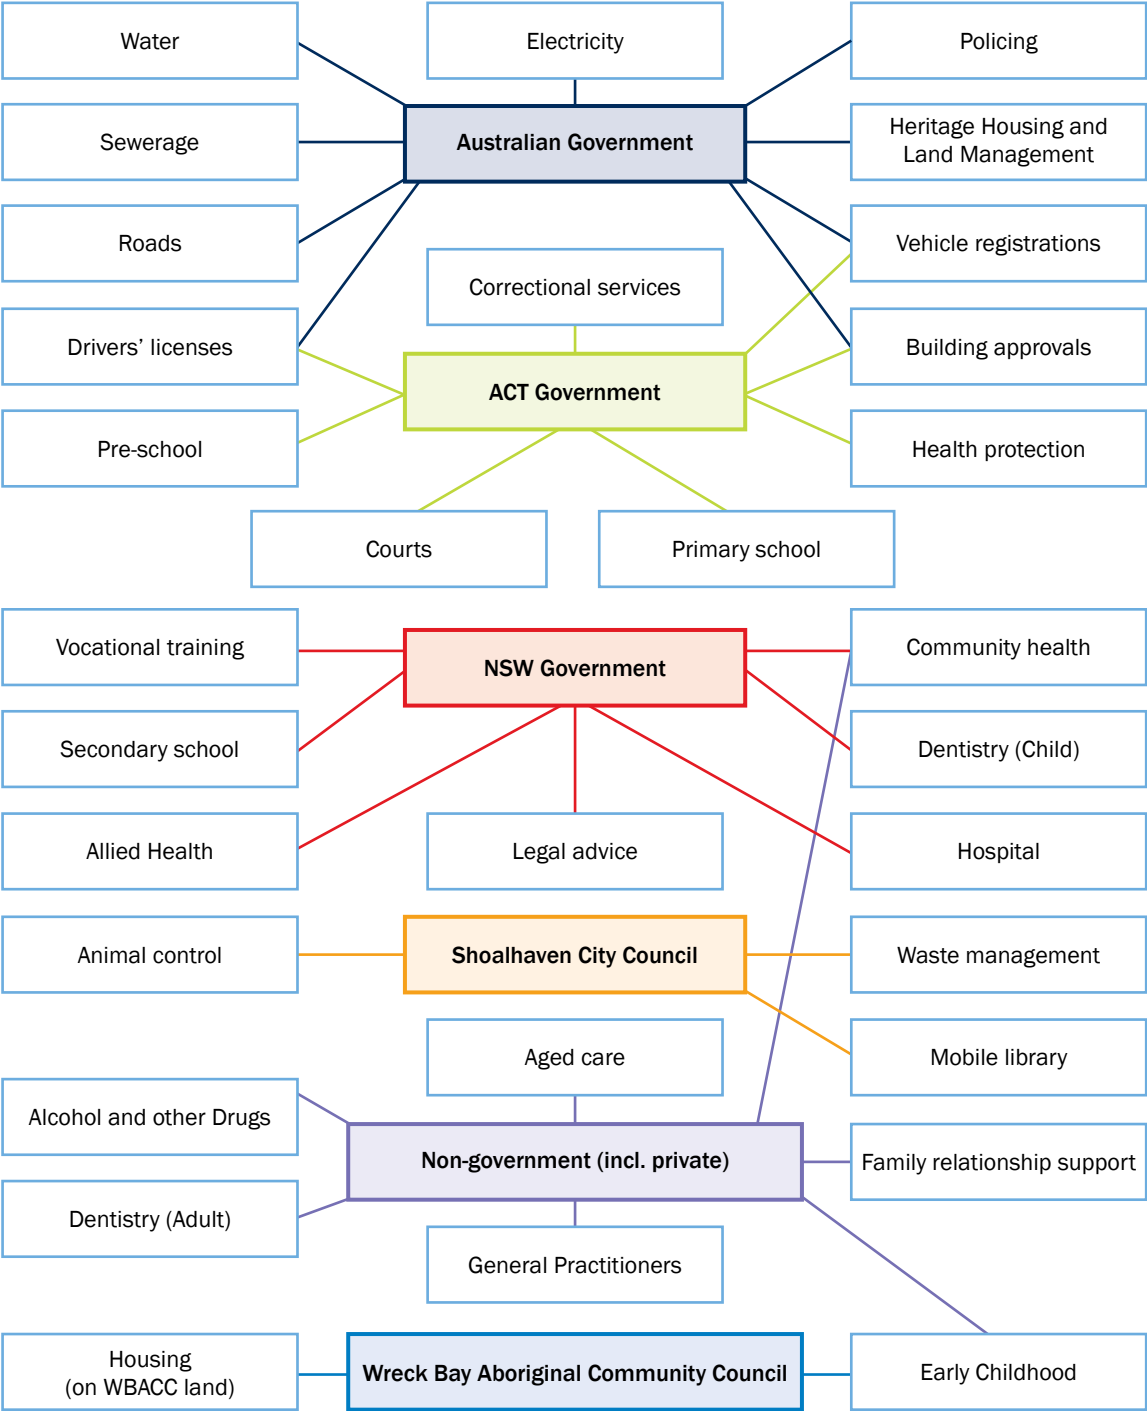 Water
Electricity
Policing
Sewerage
Australian Government
Heritage Housing and
Land Management
Roads
Vehicle registrations
Correctional services
Drivers’ licenses
Building approvals
ACT Government
Pre-school
Health protection
Courts
Primary school
Vocational training
NSW Government
Community health
Secondary school
Dentistry (Child)
Allied Health
Legal advice
Hospital
Animal control
Shoalhaven City Council
Waste management
Aged care
Mobile library
Alcohol and other Drugs
Non-government (incl. private)
Family relationship support
Dentistry (Adult)
General Practitioners
Housing
(on WBACC land)
Wreck Bay Aboriginal Community Council
Early Childhood